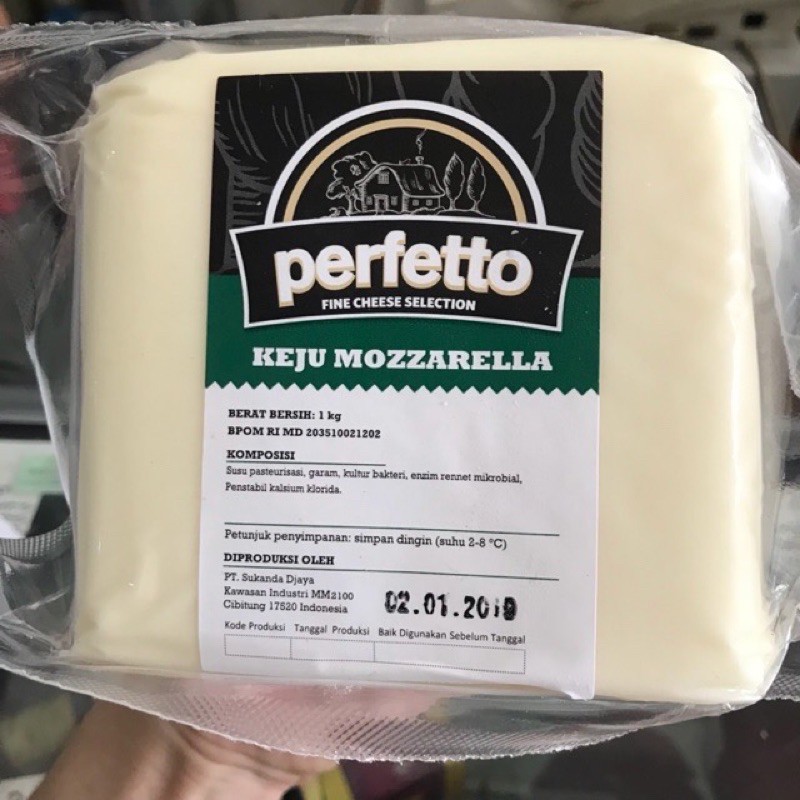 perfetto
FINE CHEESE SELECTION
KEJU MOZZARELLA
BERAT BERSIH: 1 kg
BPOM RI MD 203510021202
KOMPOSISI
Susu pasteurisasi, garam, kultur bakteri, enzim rennet mikrobial,
Penstabil kalsium klorida.
Petunjuk penyimpanan: simpan dingin (suhu 2-8 °C)
DIPRODUKSI OLEH
PT. Sukanda Djaya
Kawasan Industri MM2100
Cibitung 17520 Indonesia
02.01.2019
Kode Produksi Tanggal Produksi Baik Digunakan Sebelum Tanggal